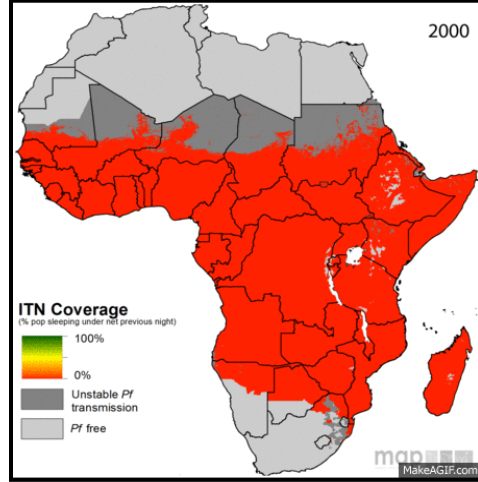 2000
ITN Coverage
(% pop sleeping under net previous night)
100%
0%
Unstable Pf
transmission
Pf free
map
MakeAGIF.com